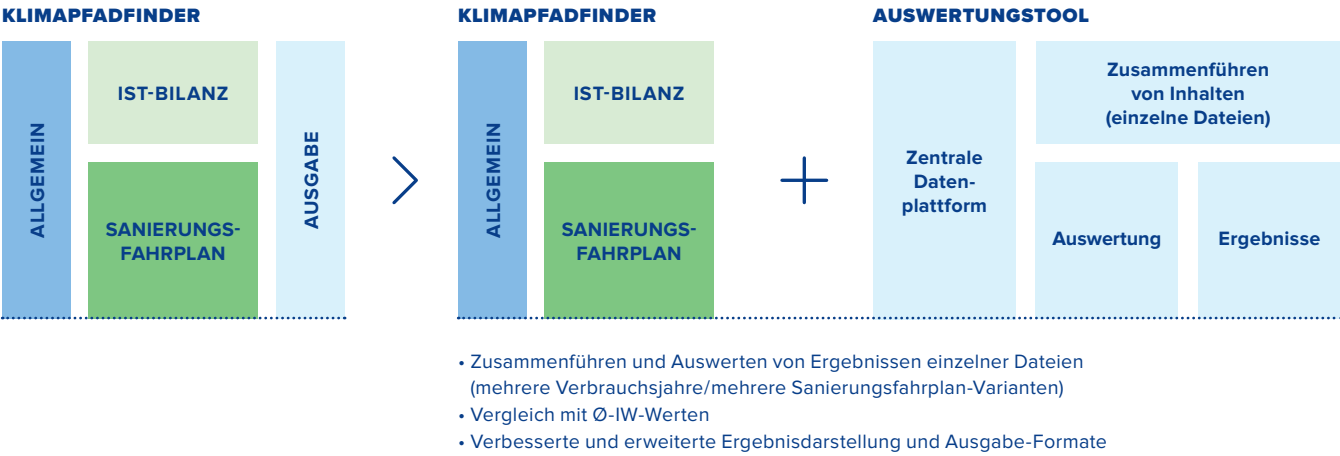 KLIMAPFADFINDER
ALLGEMEIN
IST-BILANZ
SANIERUNGS-
FAHRPLAN
AUSGABE
KLIMAPFADFINDER
ALLGEMEIN
IST-BILANZ
SANIERUNGS-
FAHRPLAN
AUSWERTUNGSTOOL
Zentrale
Daten-
plattform
Zusammenführen
von Inhalten
(einzelne Dateien)
Auswertung
Ergebnisse
• Zusammenführen und Auswerten von Ergebnissen einzelner Dateien
(mehrere Verbrauchsjahre/mehrere Sanierungsfahrplan-Varianten)
• Vergleich mit Ø-IW-Werten
• Verbesserte und erweiterte Ergebnisdarstellung und Ausgabe-Formate